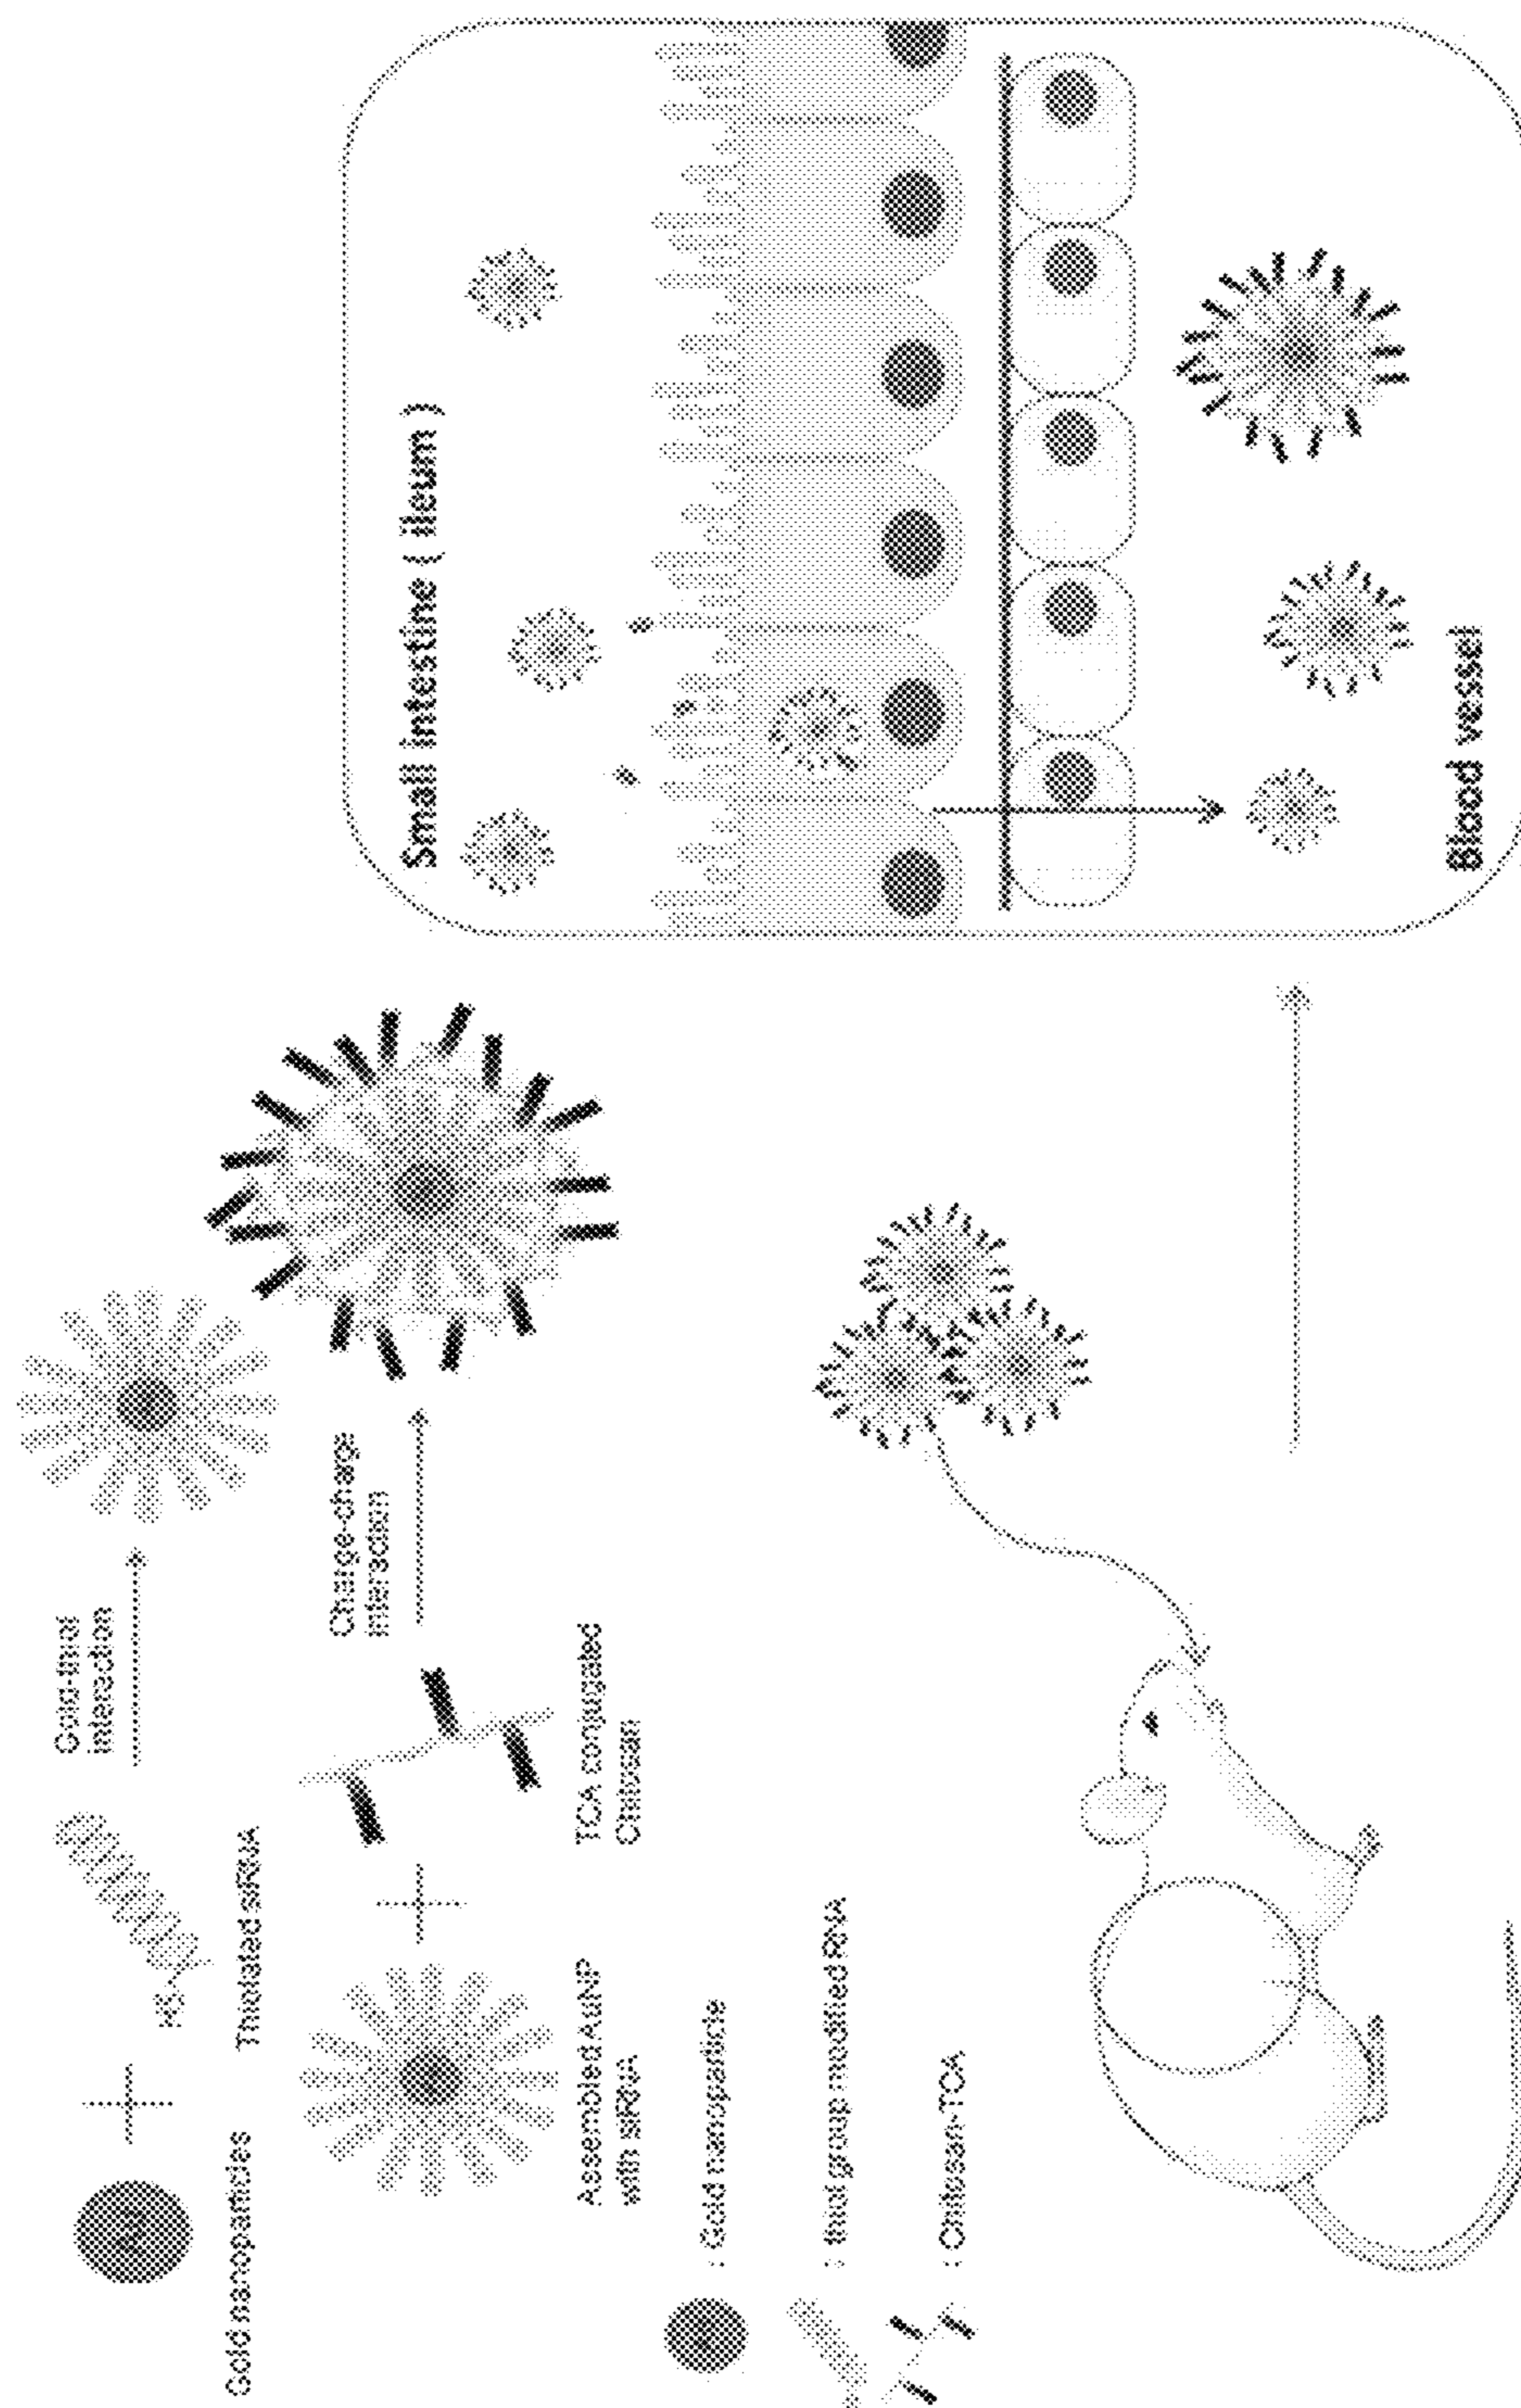 Gold nanoparticles
Thiolated siRNA
HS
Gold-thiol
interaction
Assembled AuNP
with siRNA
TCA conjugated
Chitosan
Charge-charge
interaction
: Gold nanoparticle
: thiol group modified RNA
: Chitosan-TCA
Small intestine ( ileum )
Blood vessel